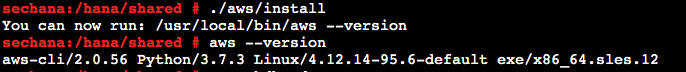 sechana:/hana/shared # ./aws/install
You can now run: /usr/local/bin/aws --version
sechana:/hana/shared # aws --version
aws-cli/2.0.56 Python/3.7.3 Linux/4.12.14-95.6-default exe/x86_64.sles.12